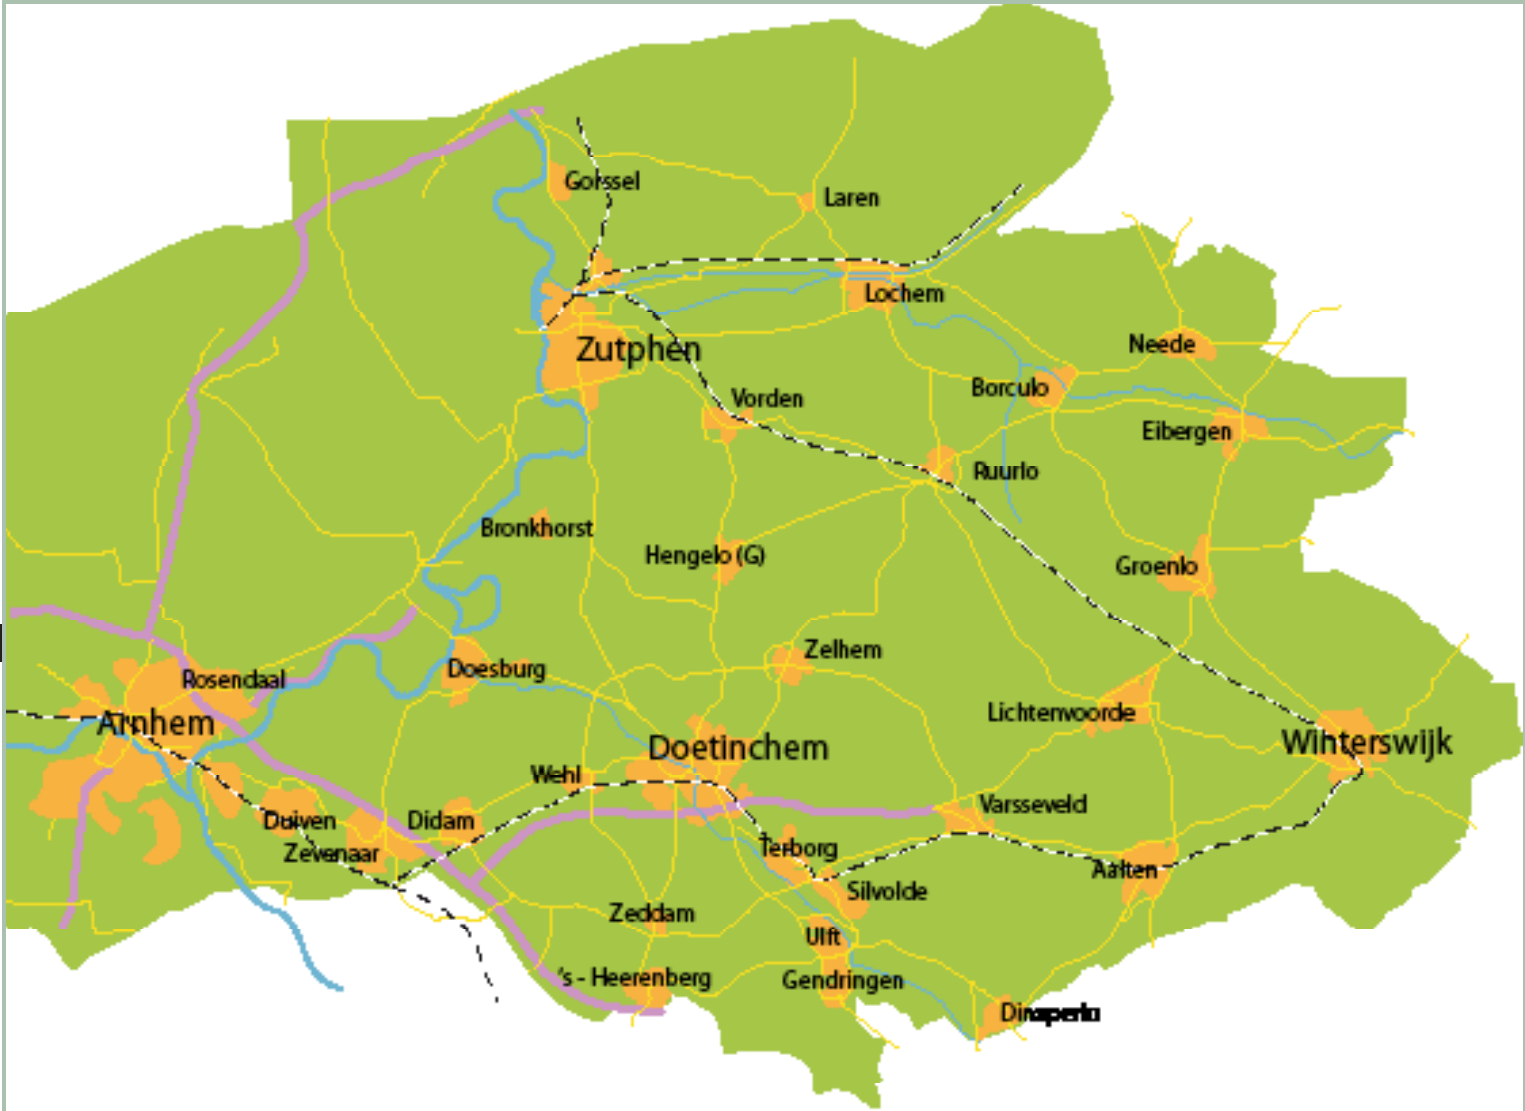 Gorssel
Laren
Lochem
Zutphen
Neede
Borculo
Vorden
Eibergen
Ruurlo
Bronkhorst
Hengelo (G)
Groenlo
Zelhem
Doesburg
Rosendaal
Lichtenvoorde
Arnhem
Doetinchem
Winterswijk
Wehl
Varsseveld
Duiven
Didam
Zevenaar
Terborg
Aalten
Silvolde
Zeddam
Ulft
's - Heerenberg
Gendringen
Dinxperlo